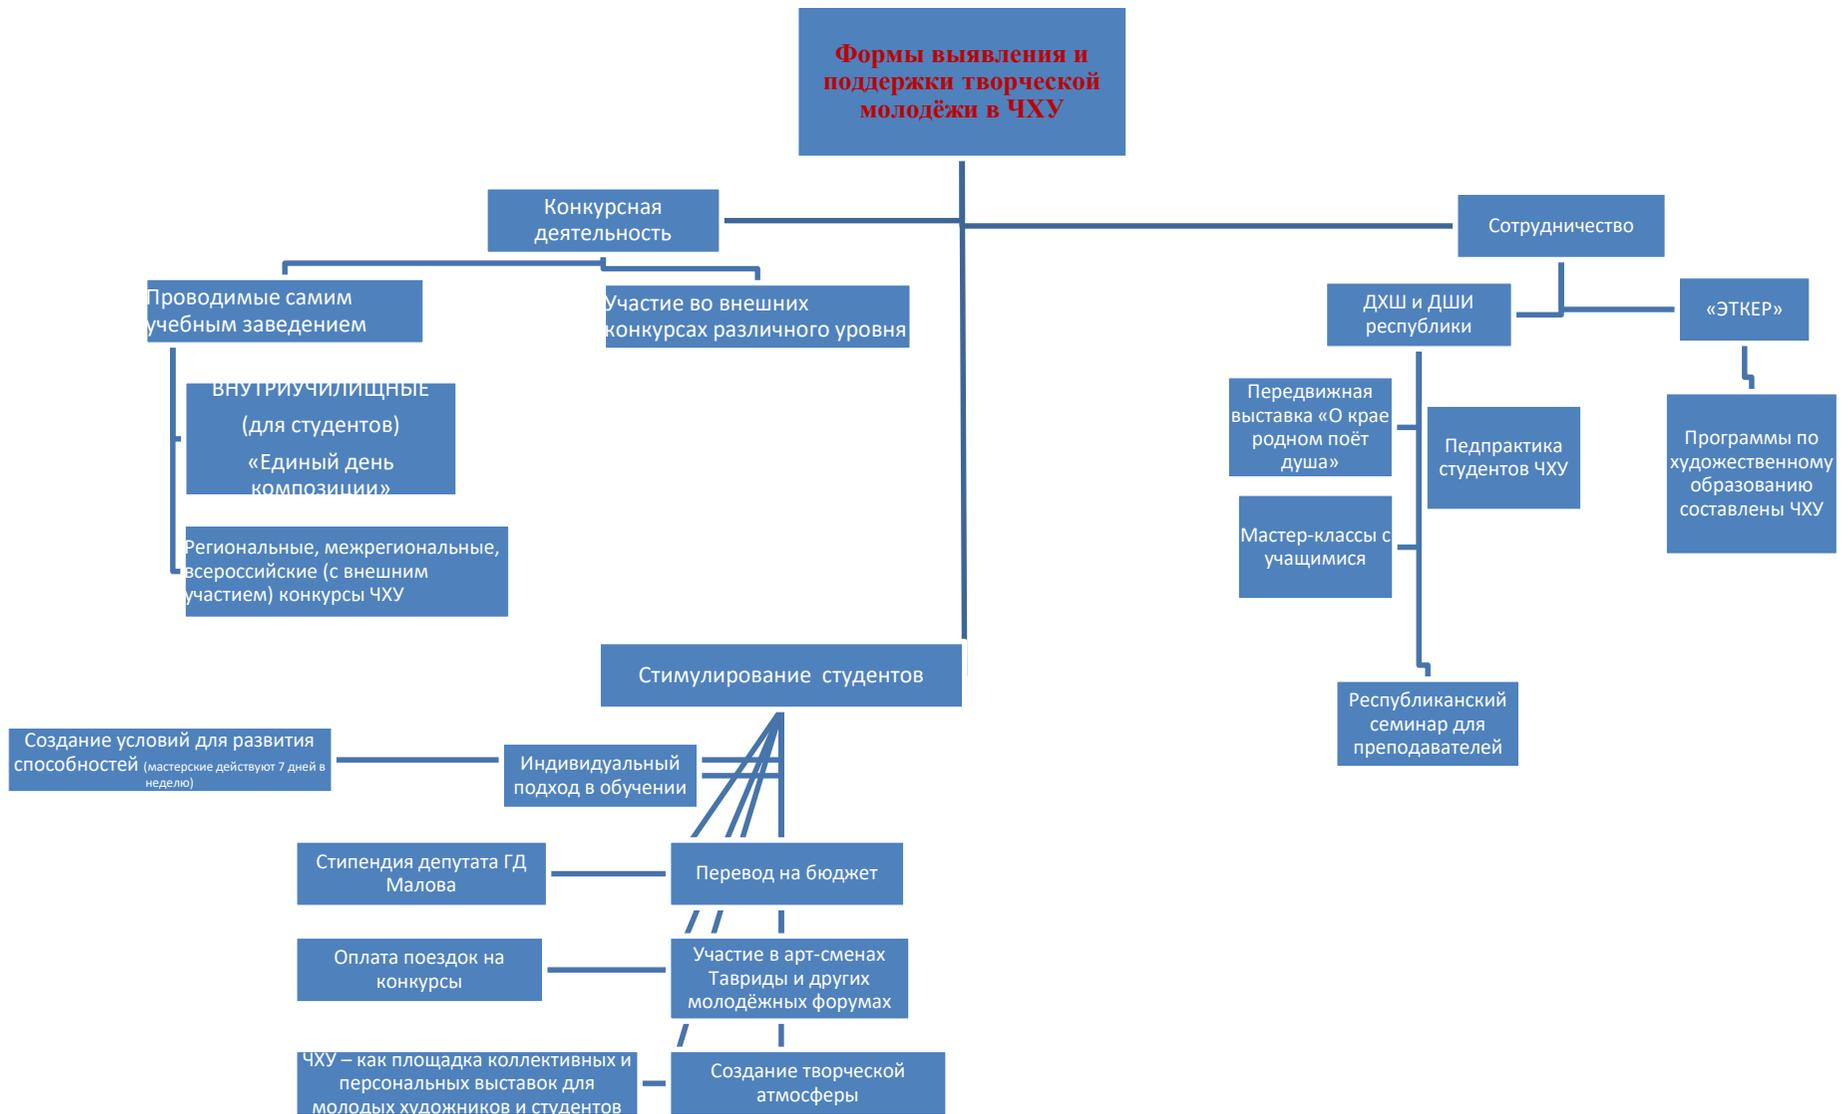 Формы выявления и
поддержки творческой
молодёжи в ЧХУ
Конкурсная
деятельность
Сотрудничество
Проводимые самим
учебным заведением
Участие во внешних
конкурсах различного уровня
ДХШ и ДШИ
республики
«ЭТКЕР»
ВНУТРИУЧИЛИЩНЫЕ
(для студентов)
«Единый день
композиции»
Региональные, межрегиональные,
всероссийские (с внешним
участием) конкурсы ЧХУ
Передвижная
выставка «О крае
родном поёт
душа»
Педпрактика
студентов ЧХУ
Программы по
художественному
образованию
составлены ЧХУ
Мастер-классы с
учащимися
Республиканский
семинар для
преподавателей
Стимулирование студентов
Создание условий для развития
способностей (мастерские действуют 7 дней в
неделю)
Индивидуальный
подход в обучении
Стипендия депутата ГД
Малова
Перевод на бюджет
Оплата поездок на
конкурсы
Участие в арт-сменах
Тавриды и других
молодёжных форумах
ЧХУ – как площадка коллективных и
персональных выставок для
молодых художников и студентов
Создание творческой
атмосферы